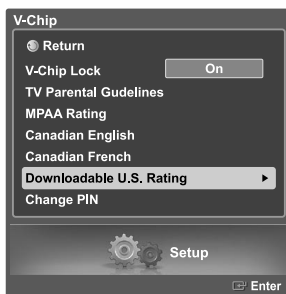 V-Chip
Return
V-Chip Lock On
TV Parental Gudelines
MPAA Rating
Canadian English
Canadian French
Downloadable U.S. Rating
Change PIN
Setup
Enter